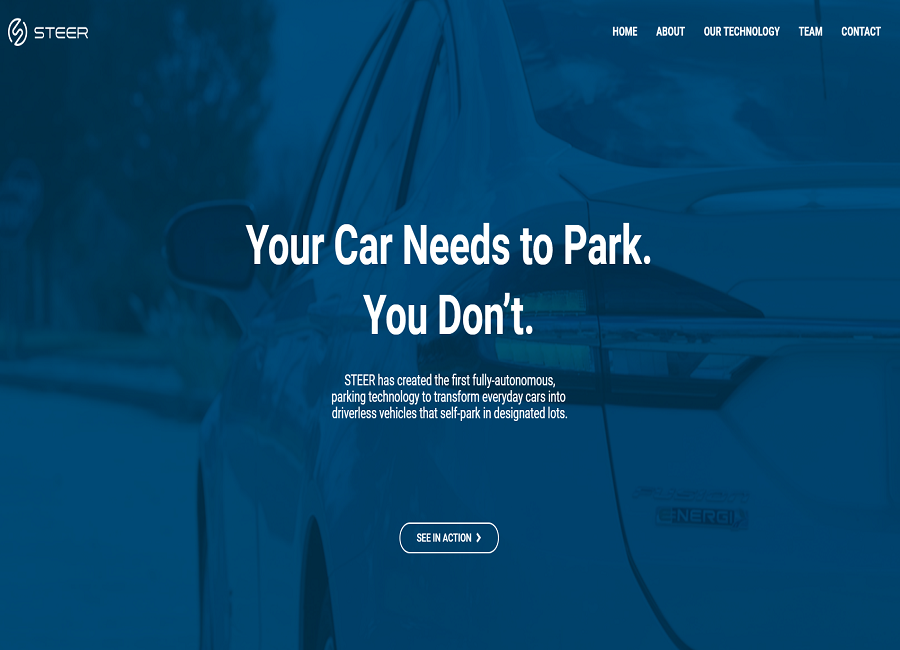 STEER
HOME ABOUT OUR TECHNOLOGY TEAM CONTACT
Your Car Needs to Park.
You Don’t.
STEER has created the first fully-autonomous,
parking technology to transform everyday cars into
driverless vehicles that self-park in designated lots.
SEE IN ACTION ❯
ENERGI